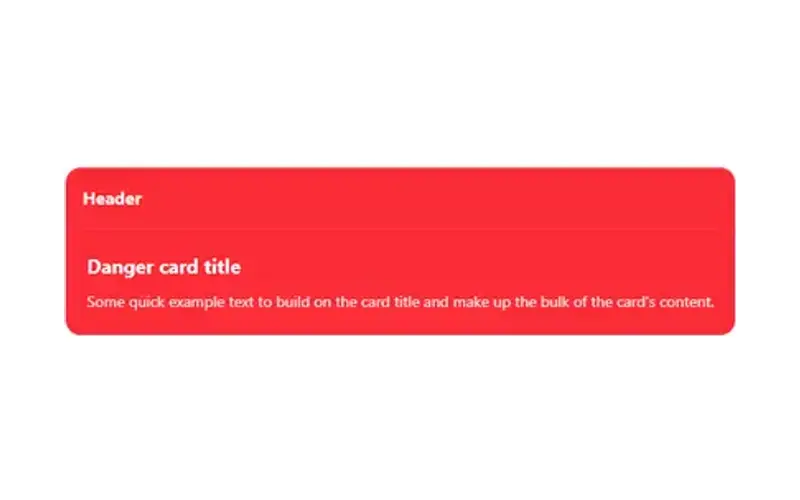 Header
Danger card title
Some quick example text to build on the card title and make up the bulk of the card's content.